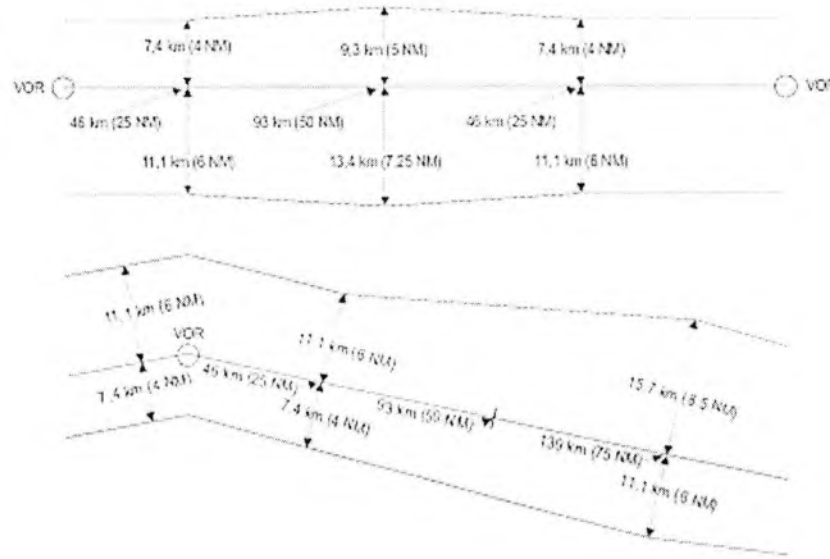 7,4 km (4 NM)
9,3 km (5 NM)
7,4 km (4 NM)
VOR
VOR
46 km (25 NM)
93 km (50 NM)
46 km (25 NM)
11,1 km (6 NM)
13,4 km (7,25 NM)
11,1 km (6 NM)
11,1 km (6 NM)
VOR
11,1 km (6 NM)
7,4 km (4 NM)
46 km (25 NM)
7,4 km (4 NM)
93 km (50 NM)
15,7 km (8,5 NM)
139 km (75 NM)
11,1 km (6 NM)